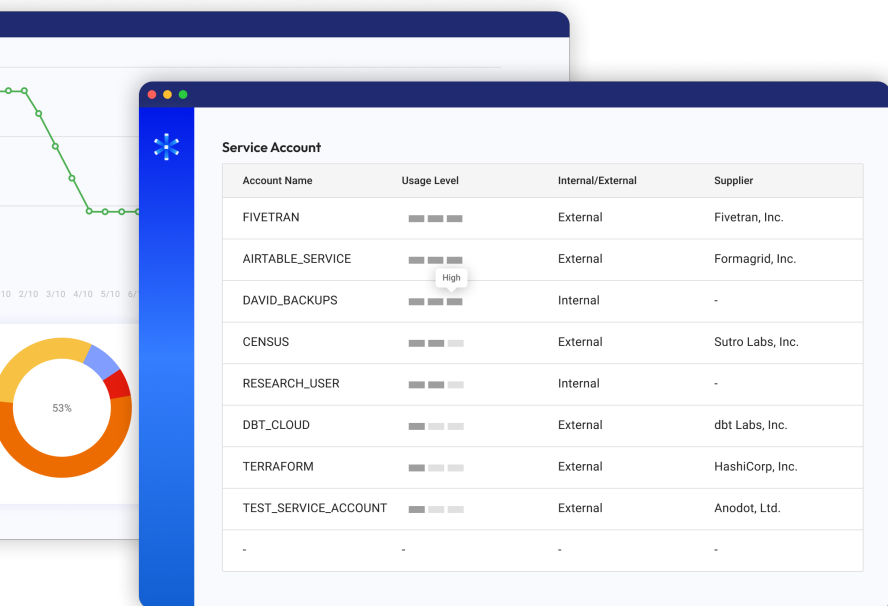 10 2/10 3/10 4/10 5/10 6/
53%
Service Account
Account Name Usage Level Internal/External Supplier
FIVETRAN External Fivetran, Inc.
AIRTABLE_SERVICE External Formagrid, Inc.
High
DAVID_BACKUPS Internal -
CENSUS External Sutro Labs, Inc.
RESEARCH_USER Internal -
DBT_CLOUD External dbt Labs, Inc.
TERRAFORM External HashiCorp, Inc.
TEST_SERVICE_ACCOUNT External Anodot, Ltd.
- - - -